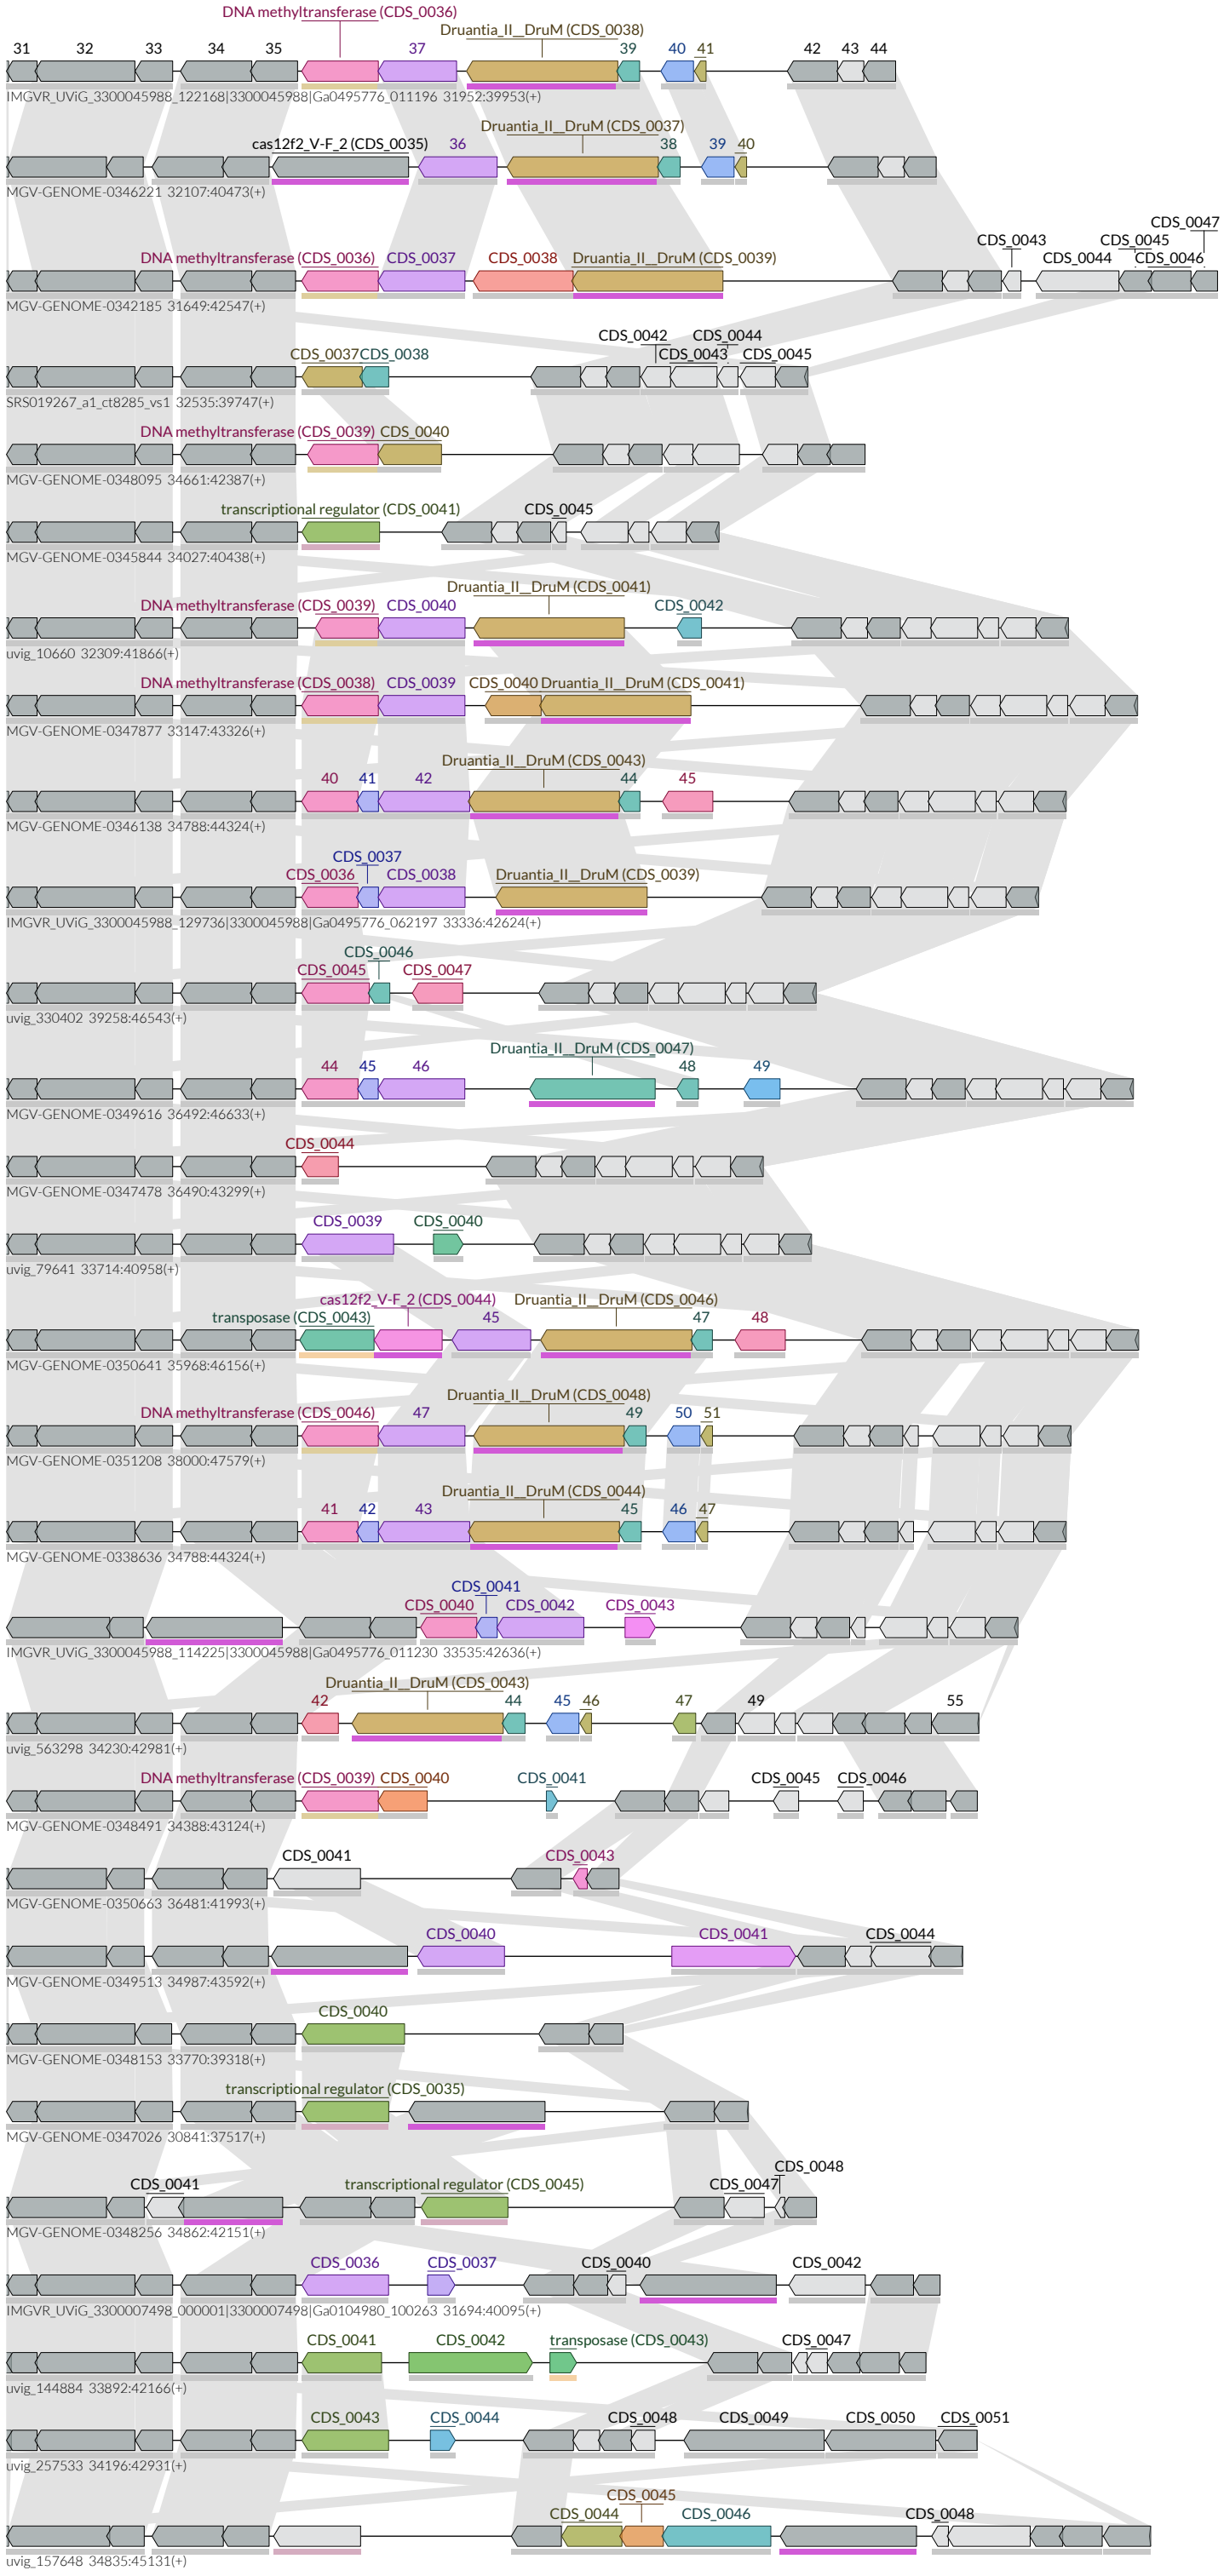 DNA methyltransferase (CDS_0036)
Druantia_II__DruM (CDS_0038)
31 32 33 34 35 37 39 40 41 42 43 44
IMGVR_UViG_3300045988_122168|3300045988|Ga0495776_011196 31952:39953(+)
Druantia_II__DruM (CDS_0037)
cas12f2_V-F_2 (CDS_0035) 36 38 39 40
MGV-GENOME-0346221 32107:40473(+)
CDS_0047
CDS_0043 CDS_0045
DNA methyltransferase (CDS_0036) CDS_0037 CDS_0038 Druantia_II__DruM (CDS_0039) CDS_0044 CDS_0046
MGV-GENOME-0342185 31649:42547(+)
CDS_0042 CDS_0044
CDS_0037 CDS_0038 CDS_0043 CDS_0045
SRS019267_a1_ct8285_vs1 32535:39747(+)
DNA methyltransferase (CDS_0039) CDS_0040
MGV-GENOME-0348095 34661:42387(+)
transcriptional regulator (CDS_0041) CDS_0045
MGV-GENOME-0345844 34027:40438(+)
Druantia_II__DruM (CDS_0041)
DNA methyltransferase (CDS_0039) CDS_0040 CDS_0042
uvig_10660 32309:41866(+)
DNA methyltransferase (CDS_0038) CDS_0039 CDS_0040 Druantia_II__DruM (CDS_0041)
MGV-GENOME-0347877 33147:43326(+)
Druantia_II__DruM (CDS_0043)
40 41 42 44 45
MGV-GENOME-0346138 34788:44324(+)
CDS_0037
CDS_0036 CDS_0038 Druantia_II__DruM (CDS_0039)
IMGVR_UViG_3300045988_129736|3300045988|Ga0495776_062197 33336:42624(+)
CDS_0046
CDS_0045 CDS_0047
uvig_330402 39258:46543(+)
Druantia_II__DruM (CDS_0047)
44 45 46 48 49
MGV-GENOME-0349616 36492:46633(+)
CDS_0044
MGV-GENOME-0347478 36490:43299(+)
CDS_0039 CDS_0040
uvig_79641 33714:40958(+)
cas12f2_V-F_2 (CDS_0044) Druantia_II__DruM (CDS_0046)
transposase (CDS_0043) 45 47 48
MGV-GENOME-0350641 35968:46156(+)
Druantia_II__DruM (CDS_0048)
DNA methyltransferase (CDS_0046) 47 49 50 51
MGV-GENOME-0351208 38000:47579(+)
Druantia_II__DruM (CDS_0044)
41 42 43 45 46 47
MGV-GENOME-0338636 34788:44324(+)
CDS_0041
CDS_0040 CDS_0042 CDS_0043
IMGVR_UViG_3300045988_114225|3300045988|Ga0495776_011230 33535:42636(+)
Druantia_II__DruM (CDS_0043)
42 44 45 46 47 49 55
uvig_563298 34230:42981(+)
DNA methyltransferase (CDS_0039) CDS_0040 CDS_0041 CDS_0045 CDS_0046
MGV-GENOME-0348491 34388:43124(+)
CDS_0041 CDS_0043
MGV-GENOME-0350663 36481:41993(+)
CDS_0040 CDS_0041 CDS_0044
MGV-GENOME-0349513 34987:43592(+)
CDS_0040
MGV-GENOME-0348153 33770:39318(+)
transcriptional regulator (CDS_0035)
MGV-GENOME-0347026 30841:37517(+)
CDS_0048
CDS_0041 transcriptional regulator (CDS_0045) CDS_0047
MGV-GENOME-0348256 34862:42151(+)
CDS_0036 CDS_0037 CDS_0040 CDS_0042
IMGVR_UViG_3300007498_000001|3300007498|Ga0104980_100263 31694:40095(+)
CDS_0041 CDS_0042 transposase (CDS_0043) CDS_0047
uvig_144884 33892:42166(+)
CDS_0043 CDS_0044 CDS_0048 CDS_0049 CDS_0050 CDS_0051
uvig_257533 34196:42931(+)
CDS_0045
CDS_0044 CDS_0046 CDS_0048
uvig_157648 34835:45131(+)